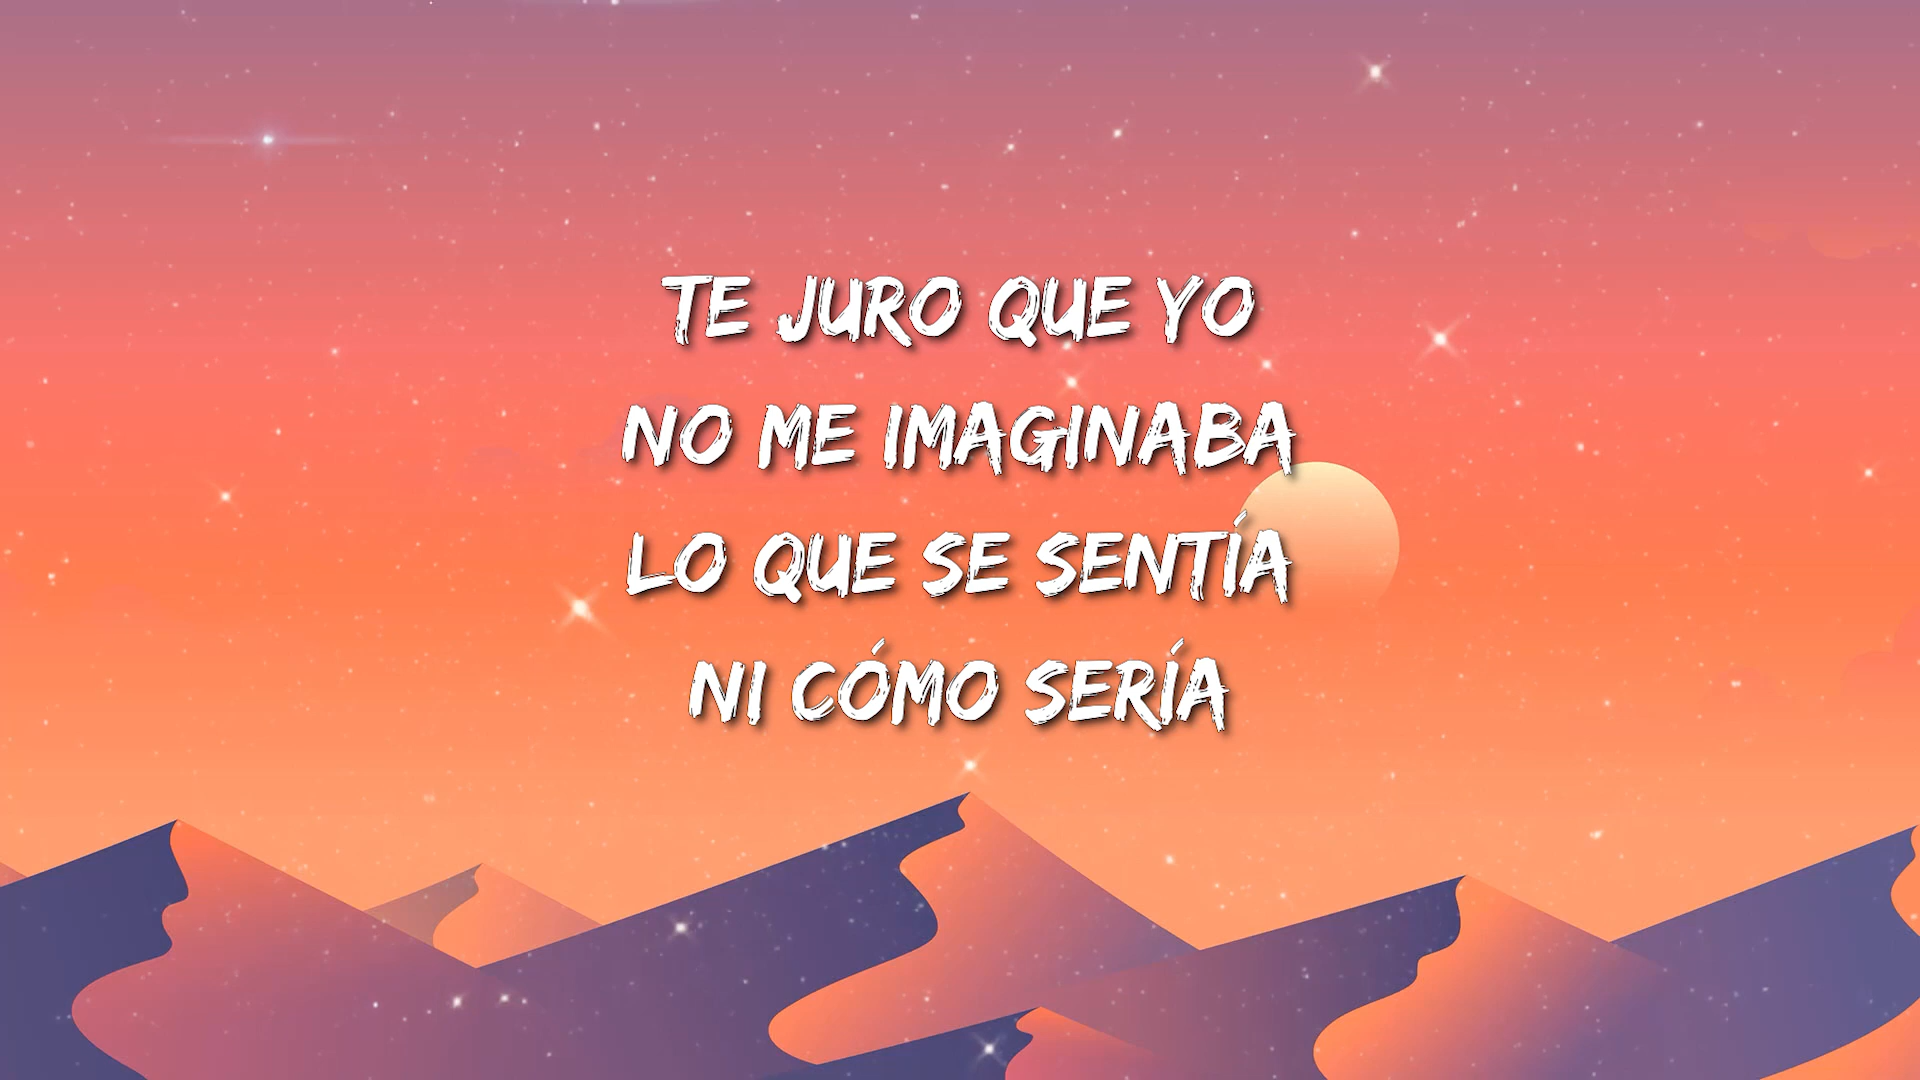 TE JURO QUE YO
NO ME IMAGINABA
LO QUE SE SENTÍA
NI CÓMO SERÍA